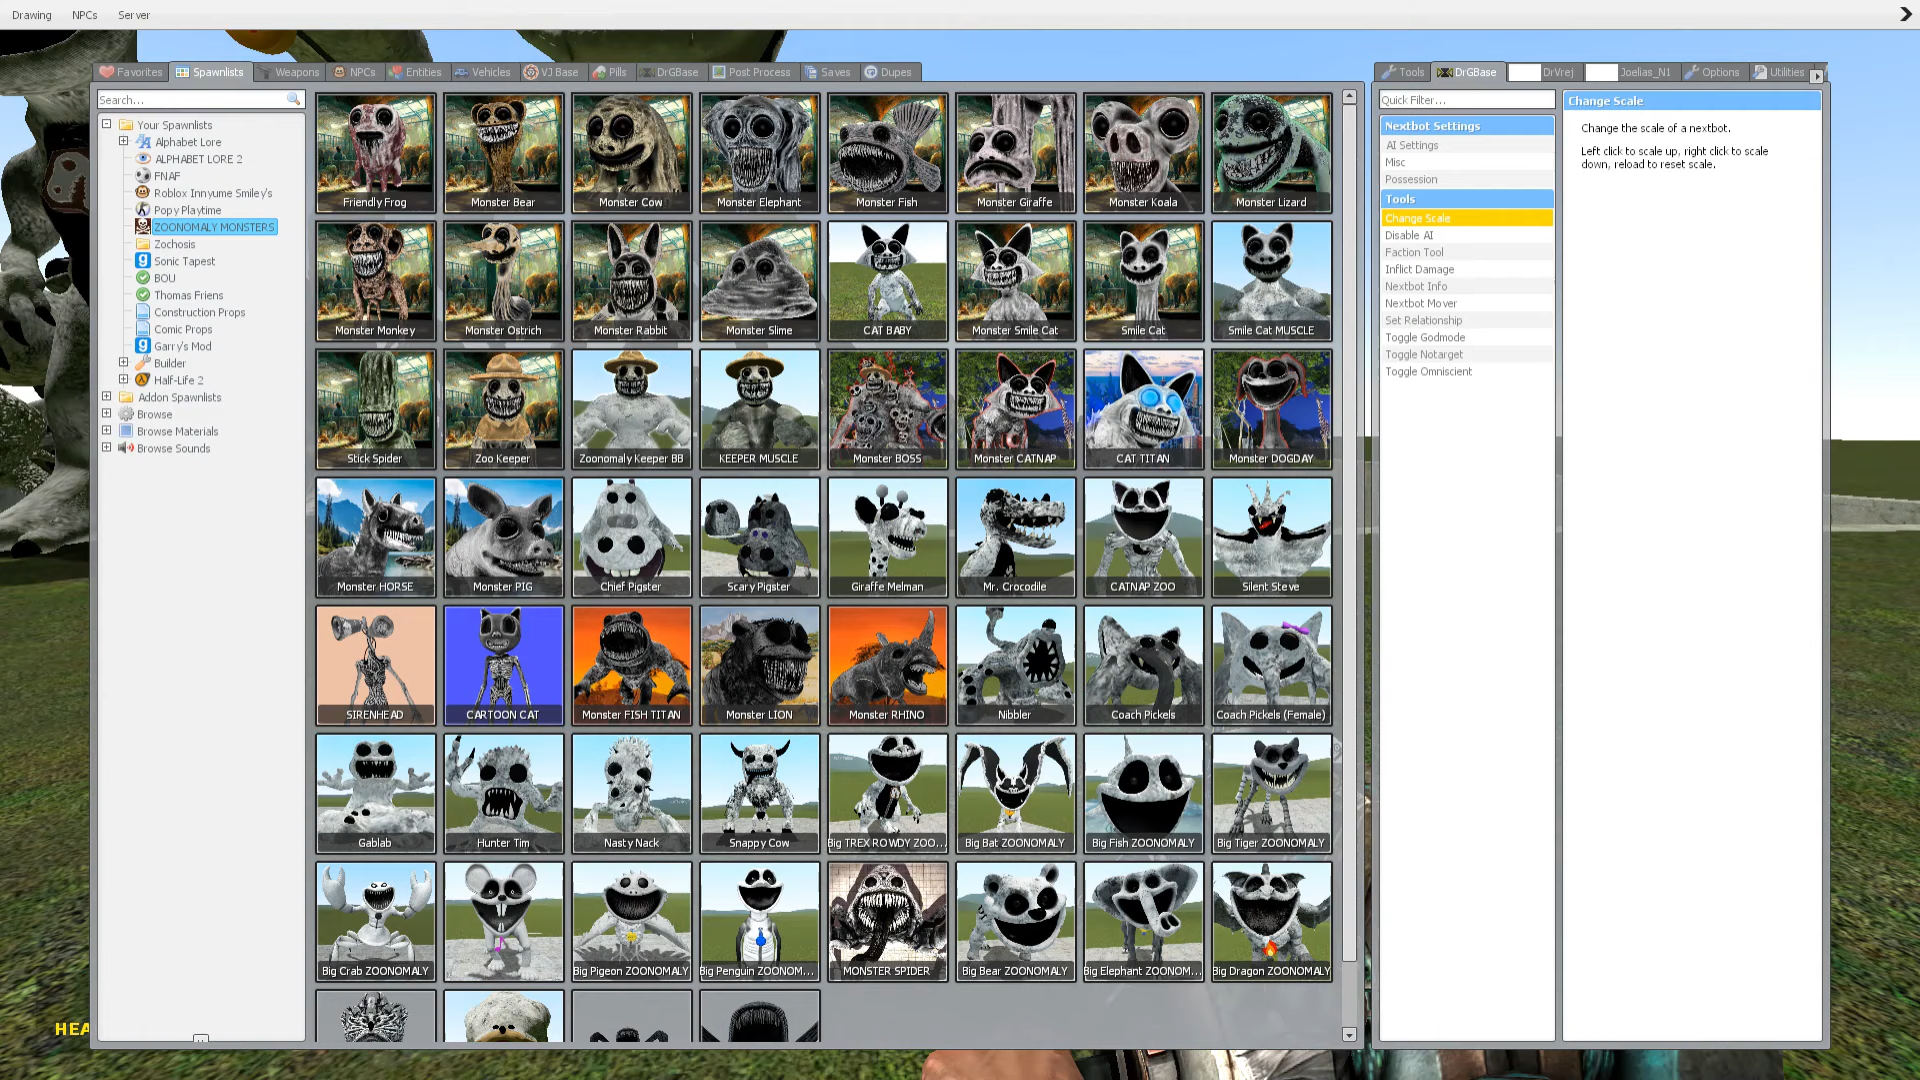 Drawing NPCs Server
Favorites Spawnlists Weapons NPCs Entities Vehicles VJ Base Pills DrGBase Post Process Saves Dupes
Tools DrGBase DrVrej Joelias_N1 Options Utilities
Search...
Your Spawnlists
Alphabet Lore
ALPHABET LORE 2
FNAF
Roblox Innyume Smiley's
Popy Playtime
ZOONOMALY MONSTERS
Zochosis
Sonic Tapest
BOU
Thomas Friens
Construction Props
Comic Props
Garry's Mod
Builder
Half-Life 2
Addon Spawnlists
Browse
Browse Materials
Browse Sounds
Friendly Frog Monster Bear Monster Cow Monster Elephant Monster Fish Monster Giraffe Monster Koala Monster Lizard
Monster Monkey Monster Ostrich Monster Rabbit Monster Slime CAT BABY Monster Smile Cat Smile Cat Smile Cat MUSCLE
Stick Spider Zoo Keeper Zoonomaly Keeper BB KEEPER MUSCLE Monster BOSS Monster CATNAP CAT TITAN Monster DOGDAY
Monster HORSE Monster PIG Chief Pigster Scary Pigster Giraffe Melman Mr. Crocodile CATNAP ZOO Silent Steve
SIRENHEAD CARTOON CAT Monster FISH TITAN Monster LION Monster RHINO Nibbler Coach Pickels Coach Pickels (Female)
Gablab Hunter Tim Nasty Nack Snappy Cow Big TREX ROWDY ZOO... Big Bat ZOONOMALY Big Fish ZOONOMALY Big Tiger ZOONOMALY
Big Crab ZOONOMALY Big Pigeon ZOONOMALY Big Penguin ZOONOM... MONSTER SPIDER Big Bear ZOONOMALY Big Elephant ZOONOM... Big Dragon ZOONOMALY
HEA
Quick Filter...
Nextbot Settings
AI Settings
Misc
Possession
Tools
Change Scale
Disable AI
Faction Tool
Inflict Damage
Nextbot Info
Nextbot Mover
Set Relationship
Toggle Godmode
Toggle Notarget
Toggle Omniscient
Change Scale
Change the scale of a nextbot.
Left click to scale up, right click to scale
down, reload to reset scale.